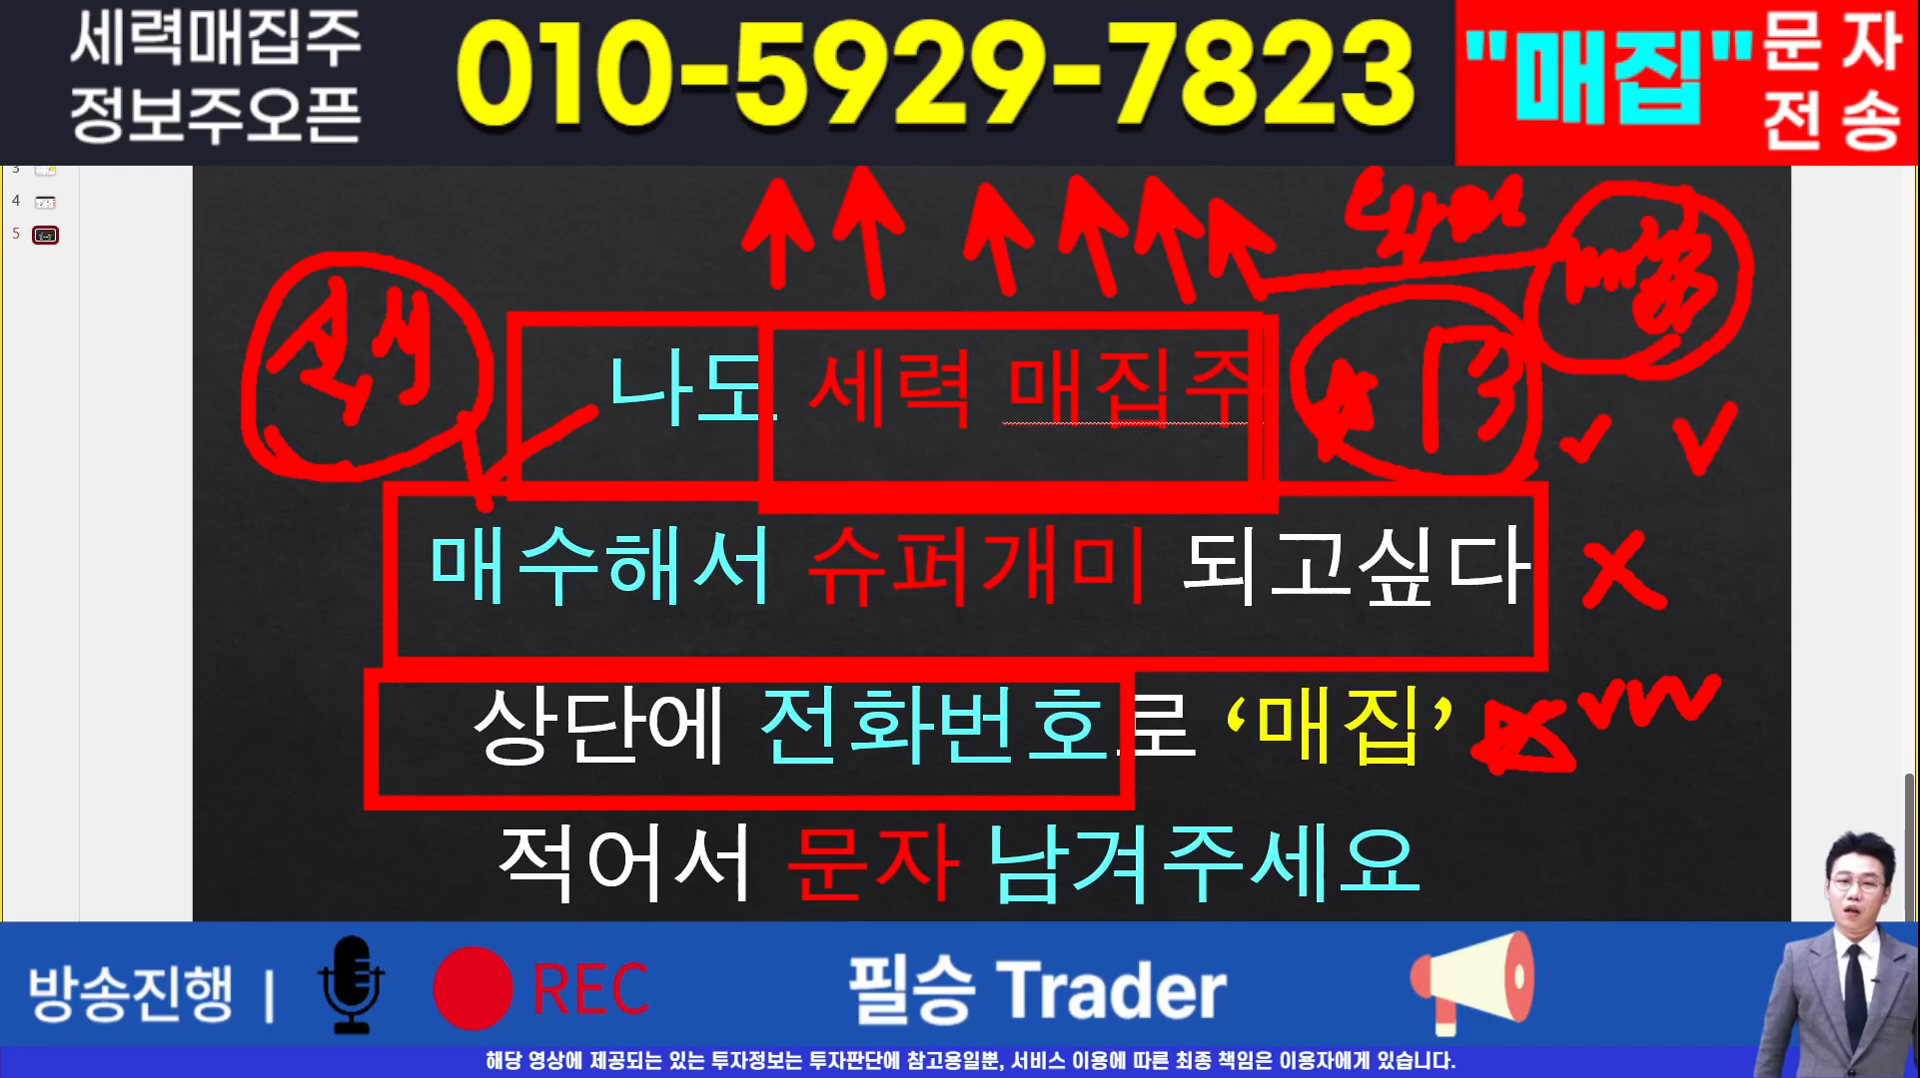 세력매집주
정보주오픈
010-5929-7823
"매집"
문자
전송
3
4
5
나도 세력 매집주
매수해서 슈퍼개미 되고싶다
상단에 전화번호로 ‘매집’
적어서 문자 남겨주세요
방송진행 |
REC
필승 Trader
해당 영상에 제공되는 있는 투자정보는 투자판단에 참고용일뿐, 서비스 이용에 따른 최종 책임은 이용자에게 있습니다.